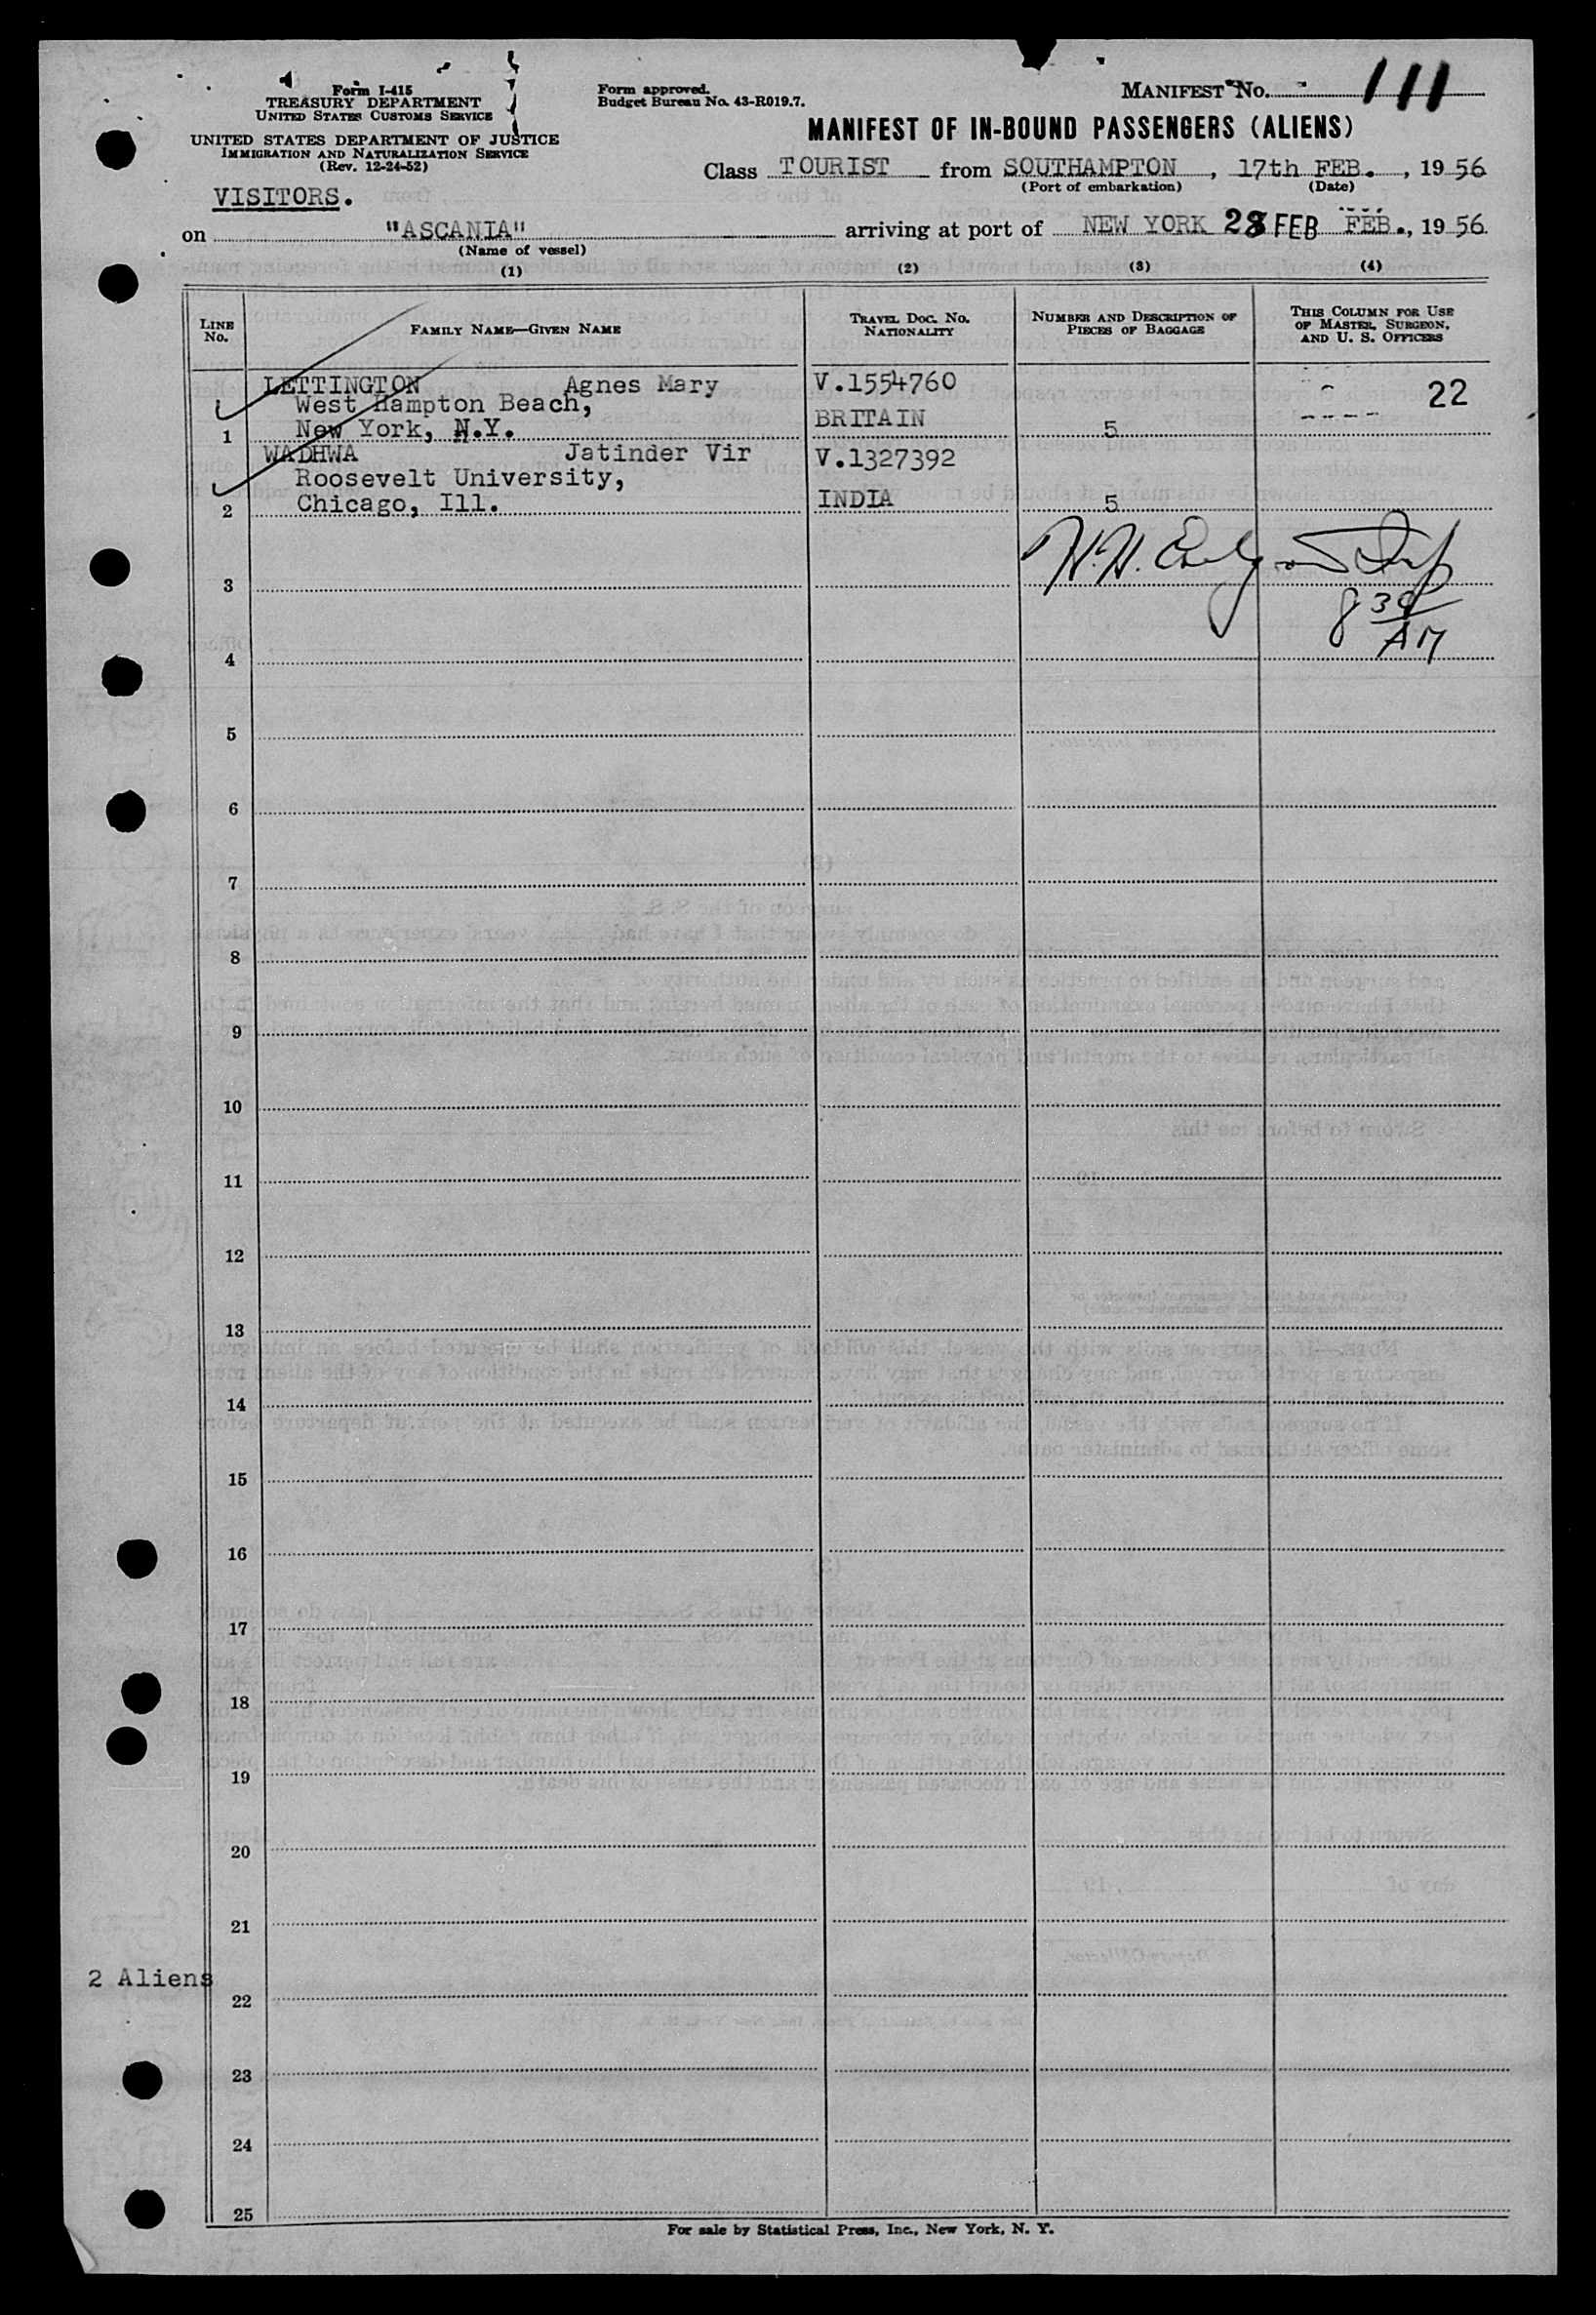 Form I-415
TREASURY DEPARTMENT
UNITED STATES CUSTOMS SERVICE
UNITED STATES DEPARTMENT OF JUSTICE
IMMIGRATION AND NATURALIZATION SERVICE
(Rev. 12-24-52)
Form approved.
Budget Bureau No. 43-R019.7.
MANIFEST No. 111
MANIFEST OF IN-BOUND PASSENGERS (ALIENS)
Class TOURIST from SOUTHAMPTON, 17th FEB., 1956
(Port of embarkation) (Date)
VISITORS.
on "ASCANIA" arriving at port of NEW YORK 28 FEB FEB., 1956
(Name of vessel)
(1) (2) (3) (4)
LINE No.
FAMILY NAME—GIVEN NAME
TRAVEL DOC. No. NATIONALITY
NUMBER AND DESCRIPTION OF PIECES OF BAGGAGE
THIS COLUMN FOR USE OF MASTER, SURGEON, AND U. S. OFFICERS
LETTINGTON Agnes Mary V.1554760
West Hampton Beach, BRITAIN 22
1 New York, N.Y. 5
WADHWA Jatinder Vir V.1327392
Roosevelt University,
2 Chicago, Ill. INDIA 5
3
8 30
AM
4
5
6
7
8
9
10
11
12
13
14
15
16
17
18
19
20
21
2 Aliens
22
23
24
25
For sale by Statistical Press, Inc., New York, N. Y.